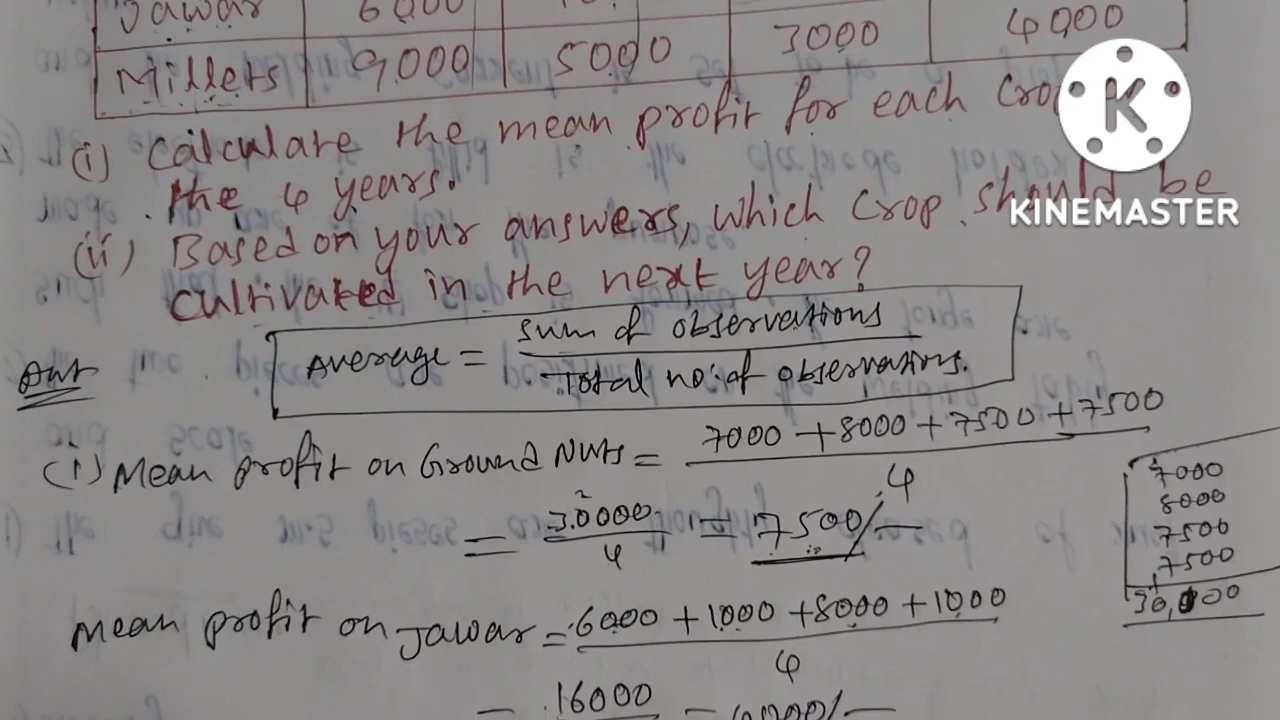 Jawar 6000
Millets 9000 5000 3000 4000
(i) Calculate the mean profit for each
the 4 years.
(ii) Based on your answers, which crop should be
cultivated in the next year?
KINEMASTER
Ans
Average = sum of observations
Total no: of observations.
(i) Mean profit on Ground Nuts = 7000 + 8000 + 7500 + 7500
4
= 30000 = 7500/-
4
7000
8000
7500
7500
30,000
Mean profit on Jawar = 6000 + 1000 + 8000 + 1000
4
= 16000 = 4000/-